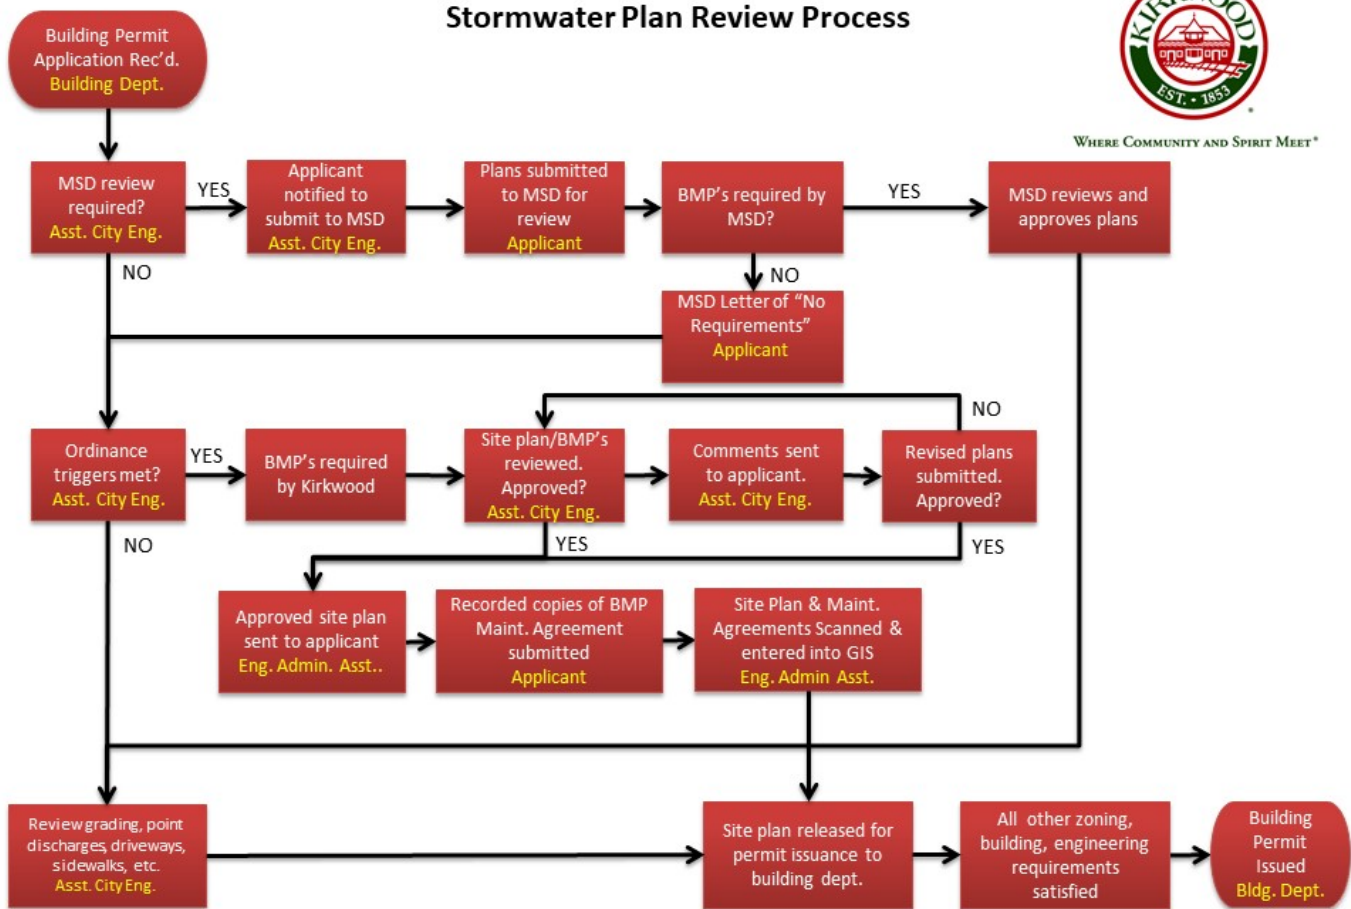 Stormwater Plan Review Process
KIRKWOOD
EST. • 1853
WHERE COMMUNITY AND SPIRIT MEET®
Building Permit
Application Rec’d.
Building Dept.
MSD review
required?
Asst. City Eng.
YES
NO
Applicant
notified to
submit to MSD
Asst. City Eng.
Plans submitted
to MSD for
review
Applicant
BMP’s required by
MSD?
YES
NO
MSD reviews and
approves plans
MSD Letter of “No
Requirements”
Applicant
Ordinance
triggers met?
Asst. City Eng.
YES
NO
BMP’s required
by Kirkwood
Site plan/BMP’s
reviewed.
Approved?
Asst. City Eng.
YES
Comments sent
to applicant.
Asst. City Eng.
Revised plans
submitted.
Approved?
NO
YES
Approved site plan
sent to applicant
Eng. Admin. Asst..
Recorded copies of BMP
Maint. Agreement
submitted
Applicant
Site Plan & Maint.
Agreements Scanned &
entered into GIS
Eng. Admin Asst.
Review grading, point
discharges, driveways,
sidewalks, etc.
Asst. City Eng.
Site plan released for
permit issuance to
building dept.
All other zoning,
building, engineering
requirements
satisfied
Building
Permit
Issued
Bldg. Dept.